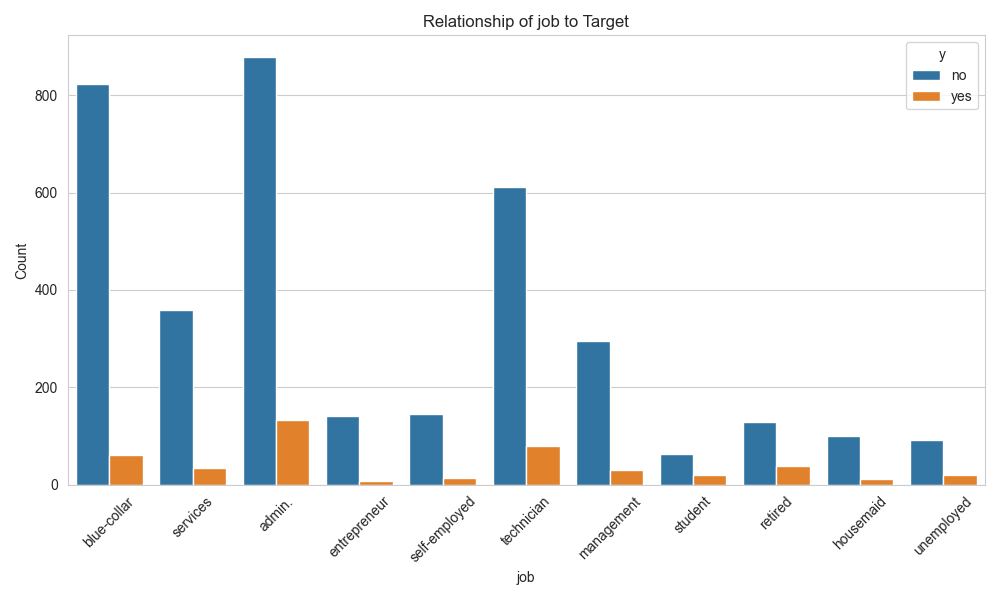 Relationship of job to Target
y
no
yes
800
600
400
200
0
Count
blue-collar
services
admin.
entrepreneur
self-employed
technician
management
student
retired
housemaid
unemployed
job